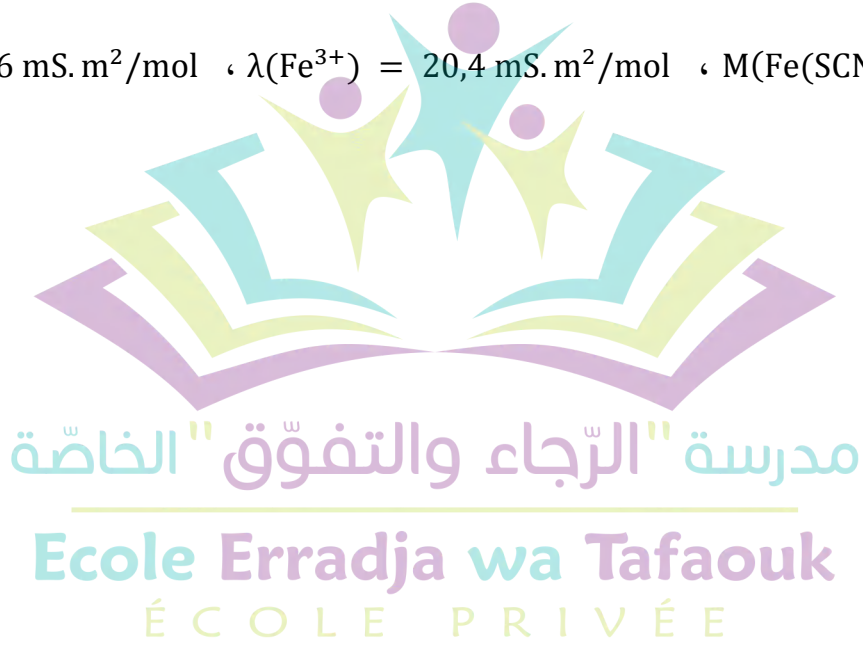 6 mS. m²/mol ، λ(Fe³⁺) = 20,4 mS. m²/mol ، M(Fe(SCN
مدرسة "الرّجاء والتفوّق" الخاصّة
Ecole Erradja wa Tafaouk
ÉCOLE PRIVÉE